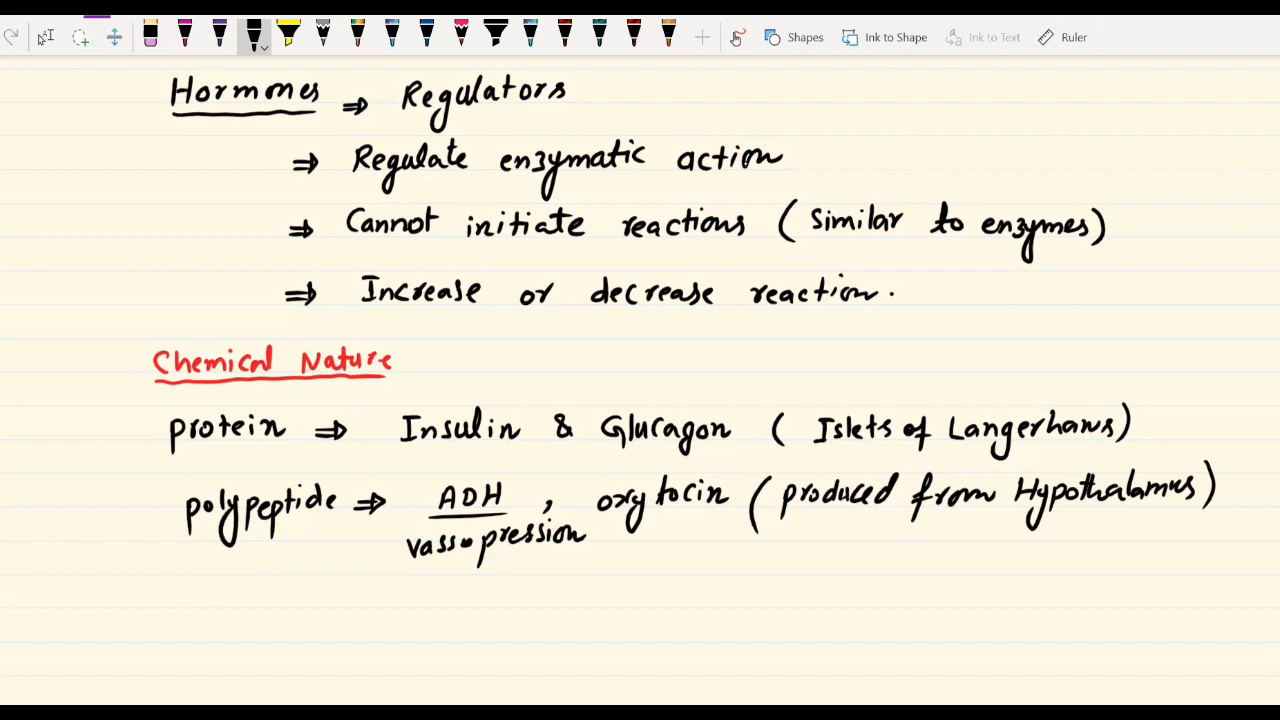 Shapes Ink to Shape Ink to Text Ruler
Hormones ⇒ Regulators
⇒ Regulate enzymatic action
⇒ Cannot initiate reactions (Similar to enzymes)
⇒ Increase or decrease reaction.
Chemical Nature
protein ⇒ Insulin & Glucagon (Islets of Langerhans)
polypeptide ⇒ ADH, oxytocin (produced from Hypothalamus)
vassopression